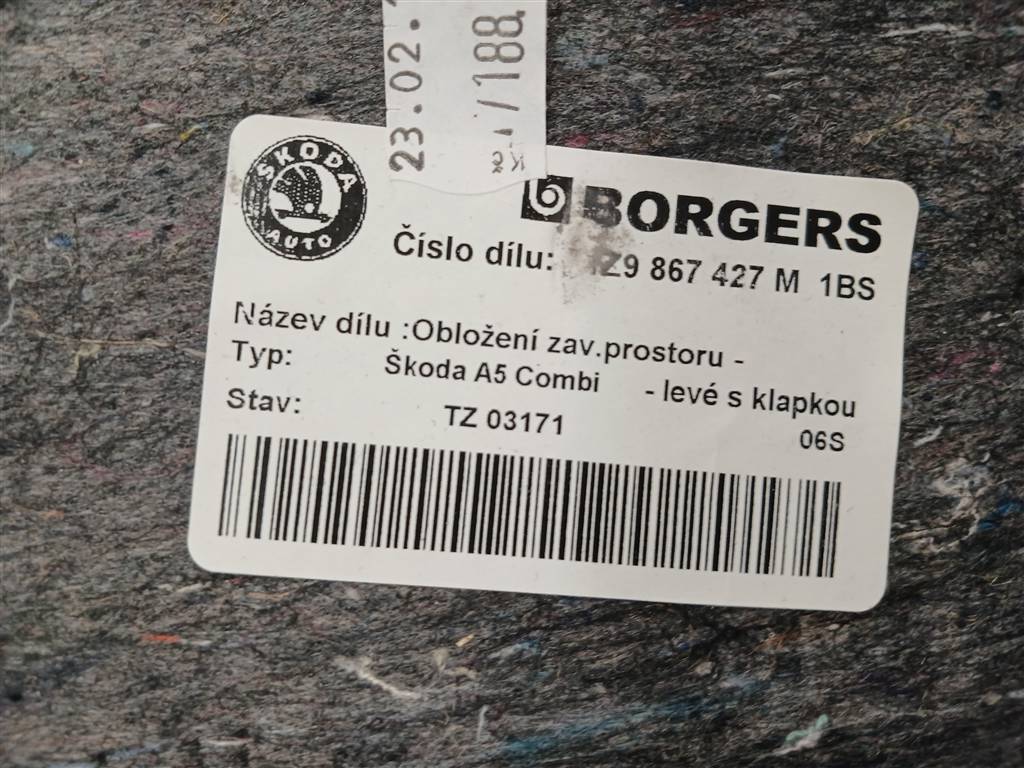 23.02.
/188
ŠKODA
AUTO
BORGERS
Číslo dílu: 1Z9 867 427 M 1BS
Název dílu :Obložení zav.prostoru -
Typ: Škoda A5 Combi - levé s klapkou
Stav: TZ 03171 06S